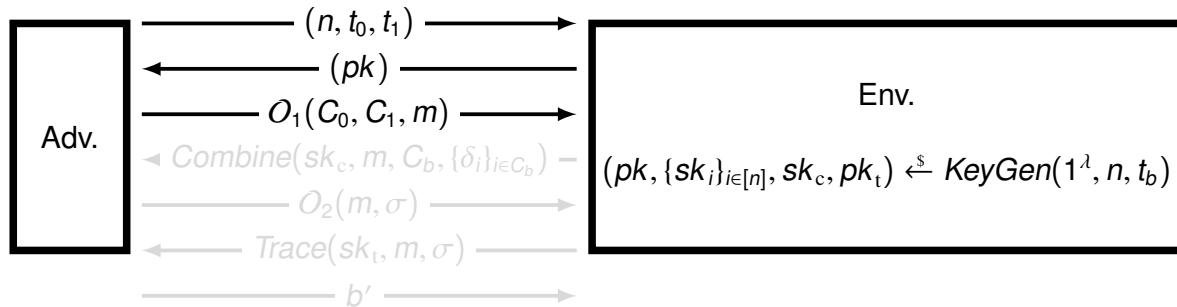 (n, t₀, t₁)
(pk)
O₁(C₀, C₁, m)
Combine(sk_c, m, C_b, {δ_i}_{i∈C_b})
O₂(m, σ)
Trace(sk_t, m, σ)
b′
Adv.
Env.
(pk, {sk_i}_{i∈[n]}, sk_c, pk_t) ←$ KeyGen(1^λ, n, t_b)